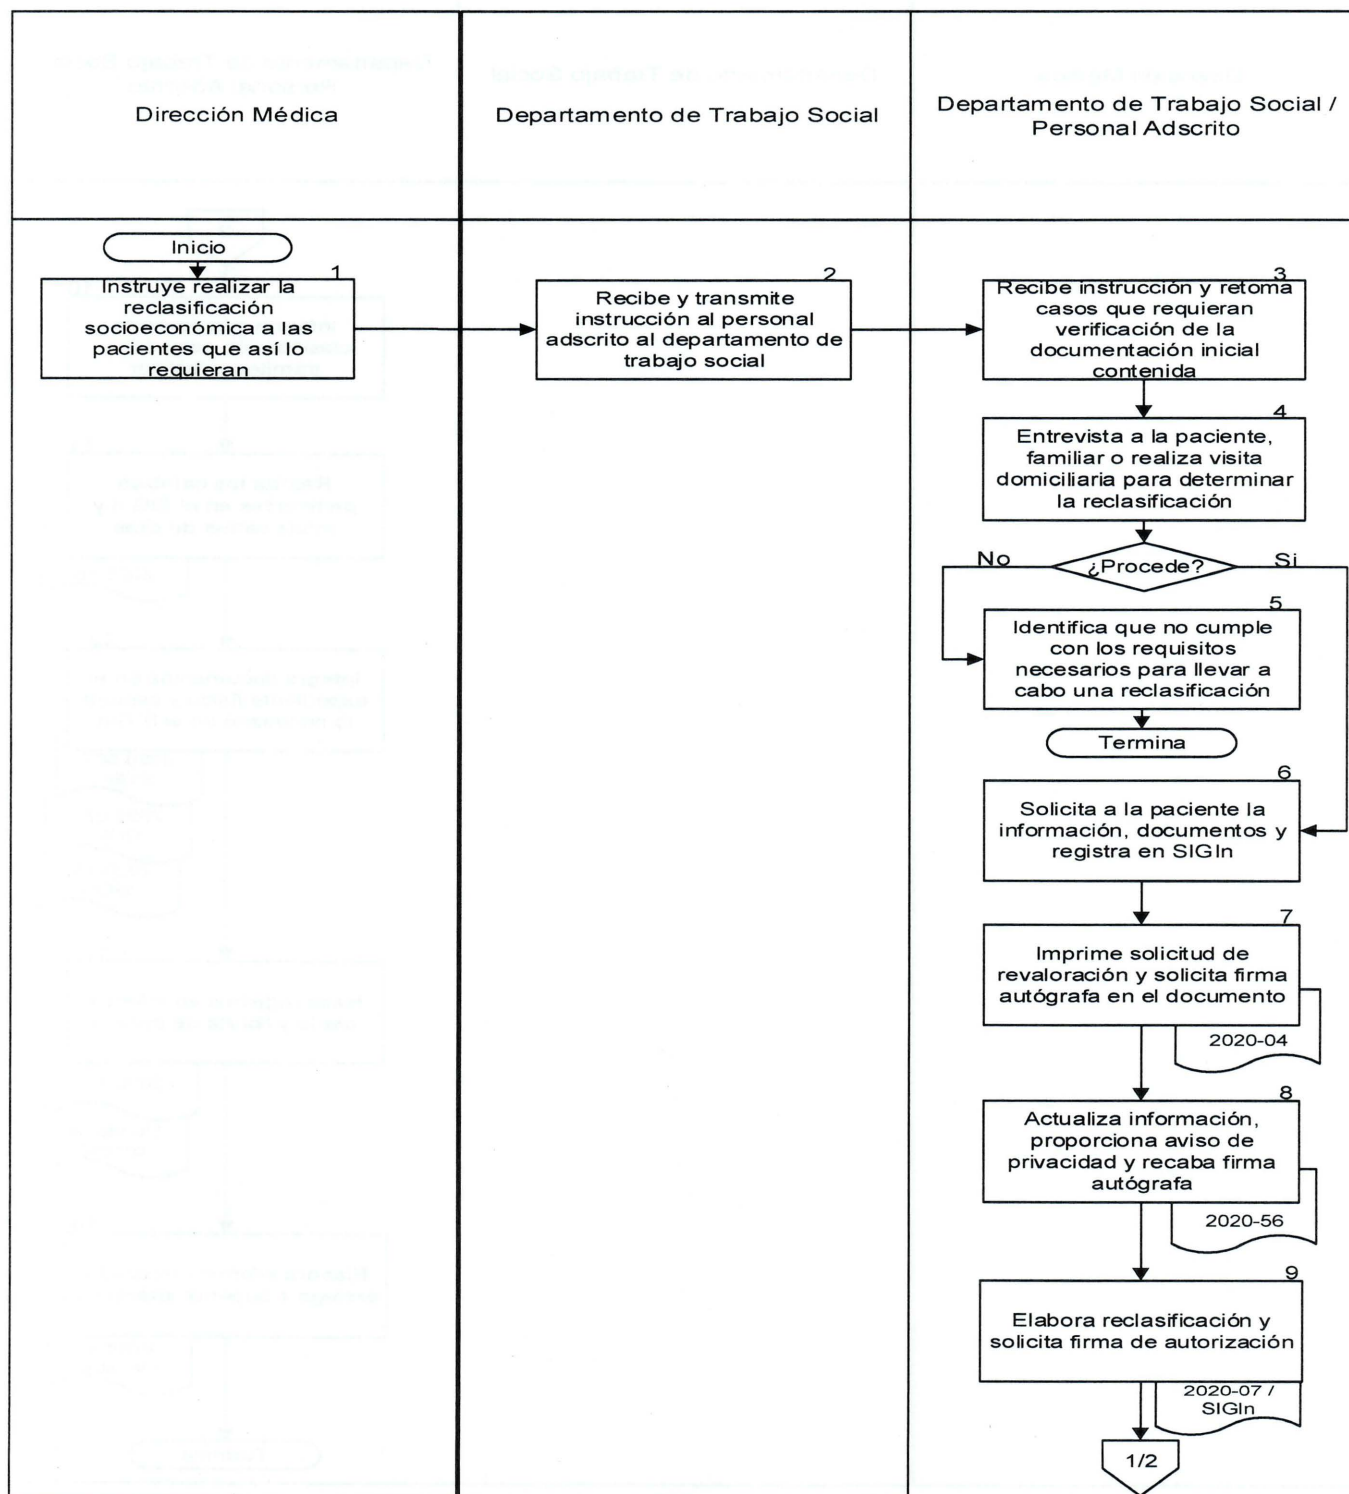 Dirección Médica
Departamento de Trabajo Social
Departamento de Trabajo Social /
Personal Adscrito
Inicio
1
Instruye realizar la
reclasificación
socioeconómica a las
pacientes que así lo
requieran
2
Recibe y transmite
instrucción al personal
adscrito al departamento de
trabajo social
3
Recibe instrucción y retoma
casos que requieran
verificación de la
documentación inicial
contenida
4
Entrevista a la paciente,
familiar o realiza visita
domiciliaria para determinar
la reclasificación
No
¿Procede?
Si
5
Identifica que no cumple
con los requisitos
necesarios para llevar a
cabo una reclasificación
Termina
6
Solicita a la paciente la
información, documentos y
registra en SIGIn
7
Imprime solicitud de
revaloración y solicita firma
autógrafa en el documento
2020-04
8
Actualiza información,
proporciona aviso de
privacidad y recaba firma
autógrafa
2020-56
9
Elabora reclasificación y
solicita firma de autorización
2020-07 /
SIGIn
1/2